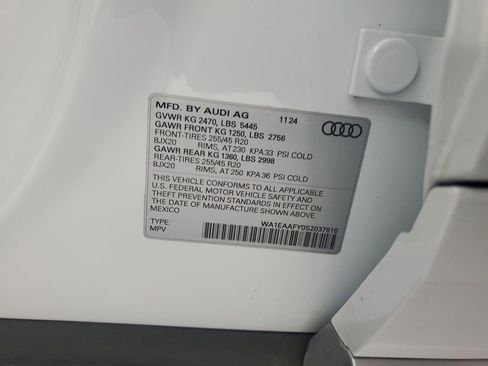 MFD. BY AUDI AG 1124
GVWR KG 2470, LBS 5445
GAWR FRONT KG 1250, LBS 2756
FRONT-TIRES 255/45 R20
8JX20 RIMS, AT 230 KPA 33 PSI COLD
GAWR REAR KG 1360, LBS 2998
REAR-TIRES 255/45 R20
8JX20 RIMS, AT 250 KPA 36 PSI COLD
THIS VEHICLE CONFORMS TO ALL APPLICABLE
U.S. FEDERAL MOTOR VEHICLE SAFETY AND
THEFT PREVENTION STANDARDS IN EFFECT ON
THE DATE OF MANUFACTURE SHOWN ABOVE.
MEXICO
WA1EAAFY0S2037816
TYPE:
MPV